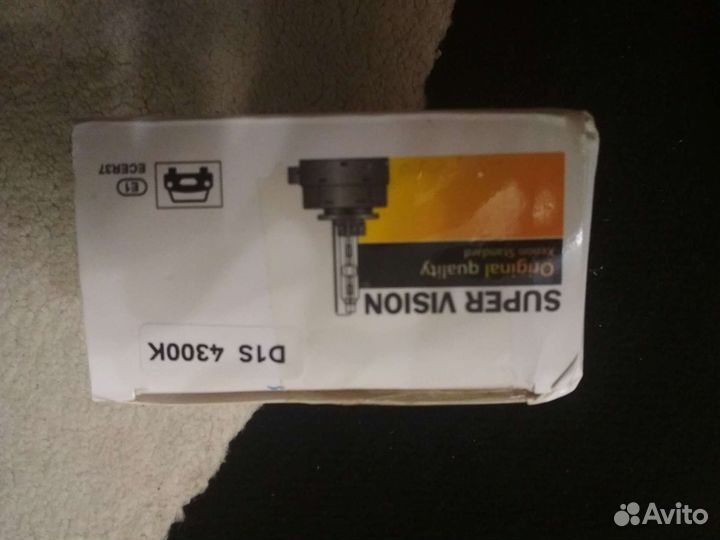 D1S 4300K
SUPER VISION
Original quality
Xenon Standard
E1
ECER37
Avito